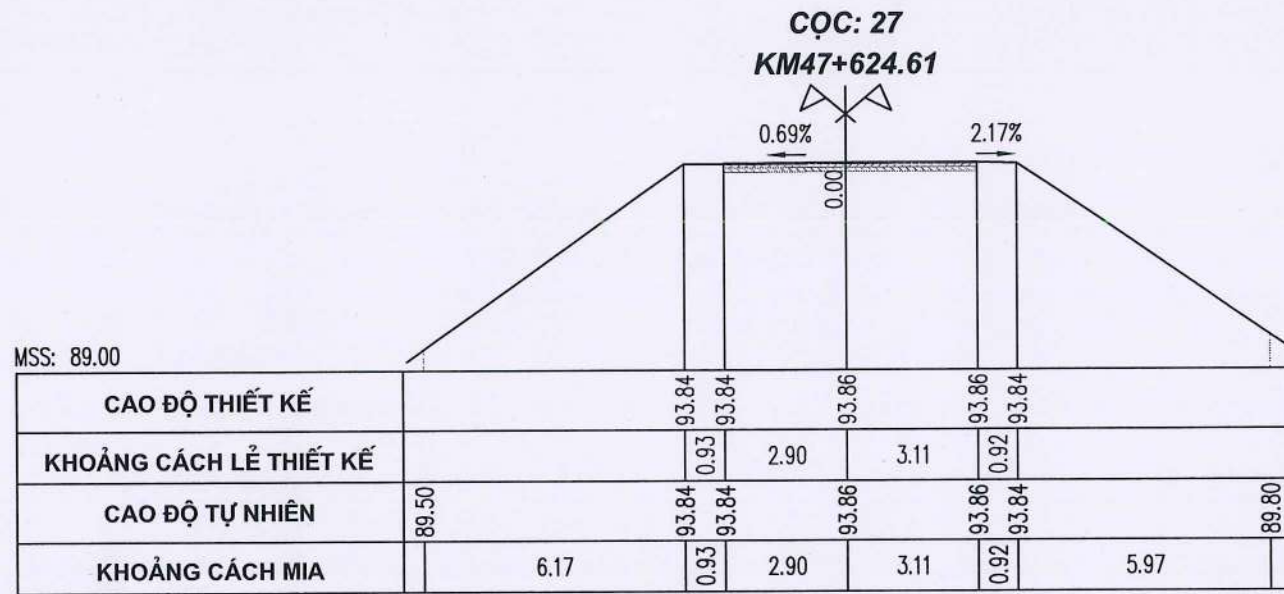 CỌC: 27
KM47+624.61
0.69% 2.17%
0.00
MSS: 89.00
CAO ĐỘ THIẾT KẾ 93.84 93.84 93.86 93.86 93.84
KHOẢNG CÁCH LẺ THIẾT KẾ 0.93 2.90 3.11 0.92
CAO ĐỘ TỰ NHIÊN 89.50 93.84 93.84 93.86 93.86 93.84 89.80
KHOẢNG CÁCH MIA 6.17 0.93 2.90 3.11 0.92 5.97